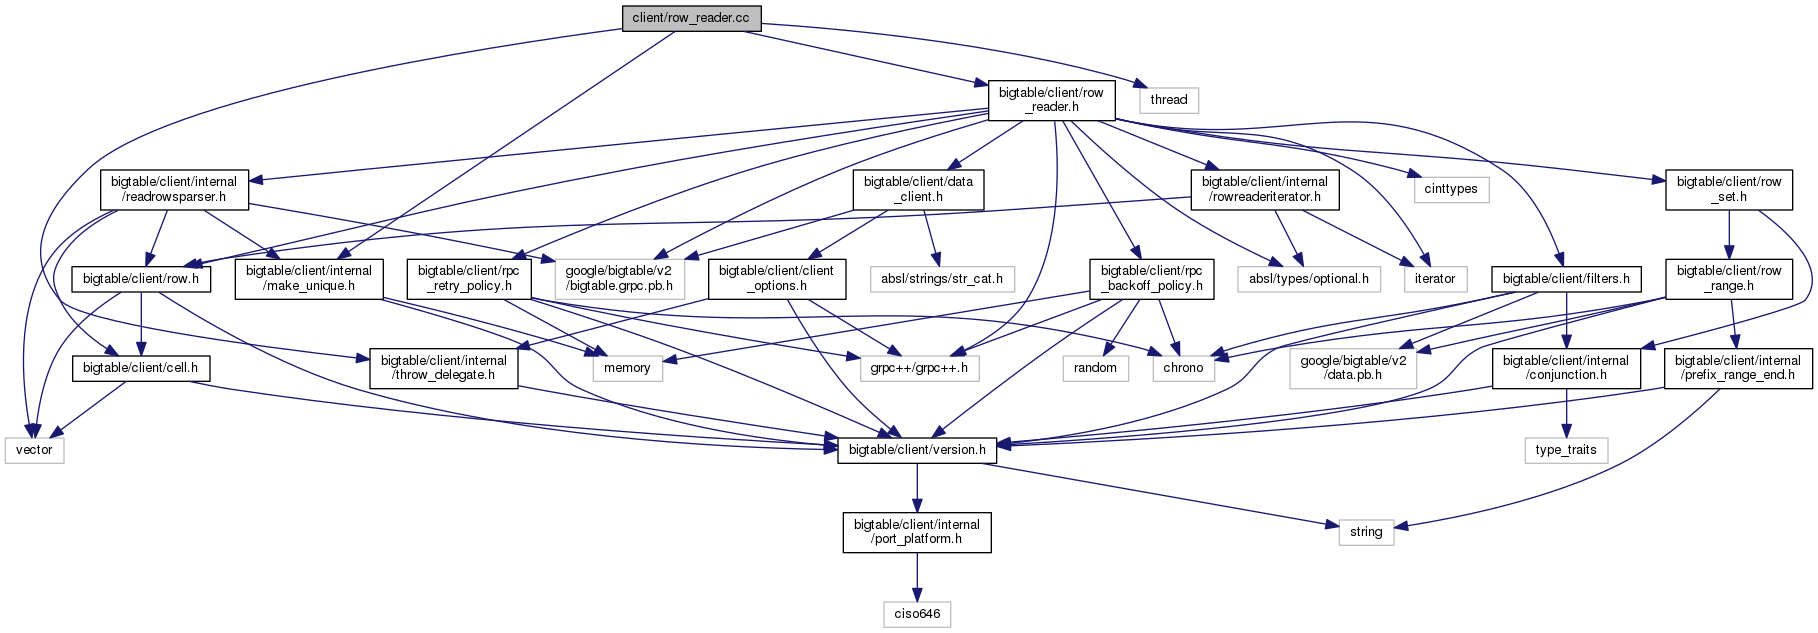 client/row_reader.cc
bigtable/client/row
_reader.h
thread
bigtable/client/internal
/readrowsparser.h
bigtable/client/data
_client.h
bigtable/client/internal
/rowreaderiterator.h
cinttypes
bigtable/client/row
_set.h
bigtable/client/row.h
bigtable/client/internal
/make_unique.h
bigtable/client/rpc
_retry_policy.h
google/bigtable/v2
/bigtable.grpc.pb.h
bigtable/client/client
_options.h
absl/strings/str_cat.h
bigtable/client/rpc
_backoff_policy.h
absl/types/optional.h
iterator
bigtable/client/filters.h
bigtable/client/row
_range.h
bigtable/client/cell.h
bigtable/client/internal
/throw_delegate.h
memory
grpc++/grpc++.h
random
chrono
google/bigtable/v2
/data.pb.h
bigtable/client/internal
/conjunction.h
bigtable/client/internal
/prefix_range_end.h
vector
bigtable/client/version.h
type_traits
bigtable/client/internal
/port_platform.h
string
ciso646